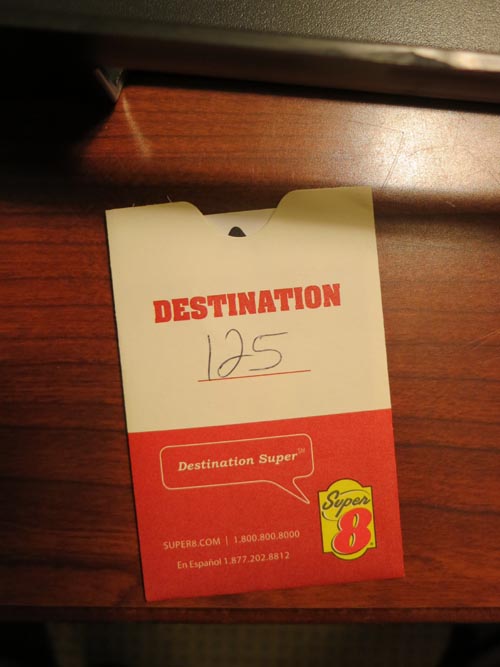 DESTINATION
125
Destination Super℠
Super
8
SUPER8.COM | 1.800.800.8000
En Español 1.877.202.8812